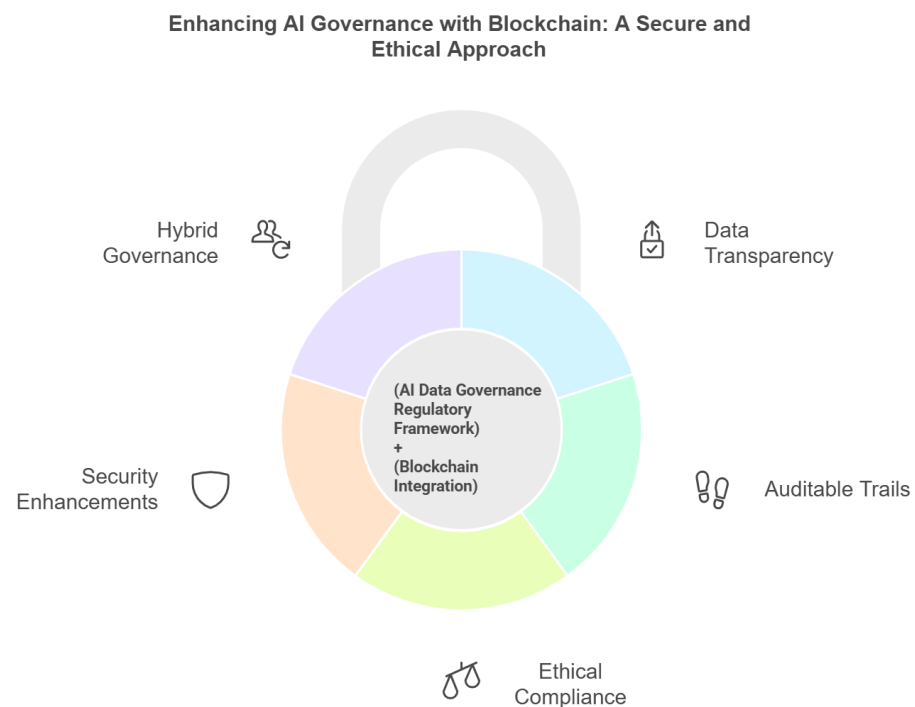 Enhancing AI Governance with Blockchain: A Secure and
Ethical Approach
Hybrid
Governance
Data
Transparency
(AI Data Governance
Regulatory
Framework)
+
(Blockchain
Integration)
Security
Enhancements
Auditable Trails
Ethical
Compliance